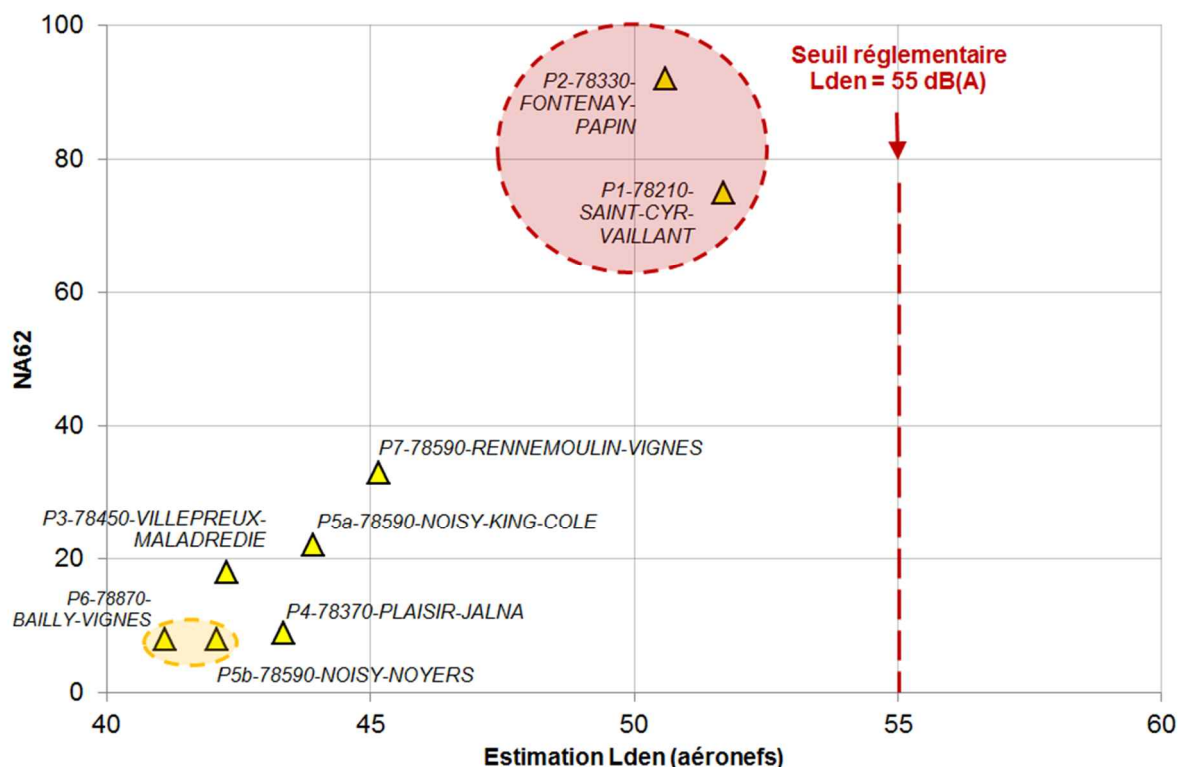 100
80
60
40
20
0
NA62
P2-78330-
FONTENAY-
PAPIN
Seuil réglementaire
Lden = 55 dB(A)
P1-78210-
SAINT-CYR-
VAILLANT
P7-78590-RENNEMOULIN-VIGNES
P3-78450-VILLEPREUX-
MALADREDIE
P5a-78590-NOISY-KING-COLE
P6-78870-
BAILLY-VIGNES
P4-78370-PLAISIR-JALNA
P5b-78590-NOISY-NOYERS
40
45
50
55
60
Estimation Lden (aéronefs)